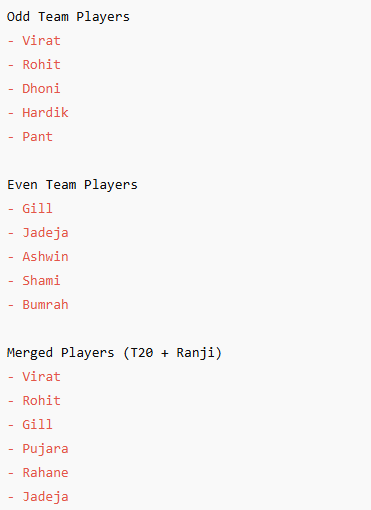 Odd Team Players
- Virat
- Rohit
- Dhoni
- Hardik
- Pant
Even Team Players
- Gill
- Jadeja
- Ashwin
- Shami
- Bumrah
Merged Players (T20 + Ranji)
- Virat
- Rohit
- Gill
- Pujara
- Rahane
- Jadeja